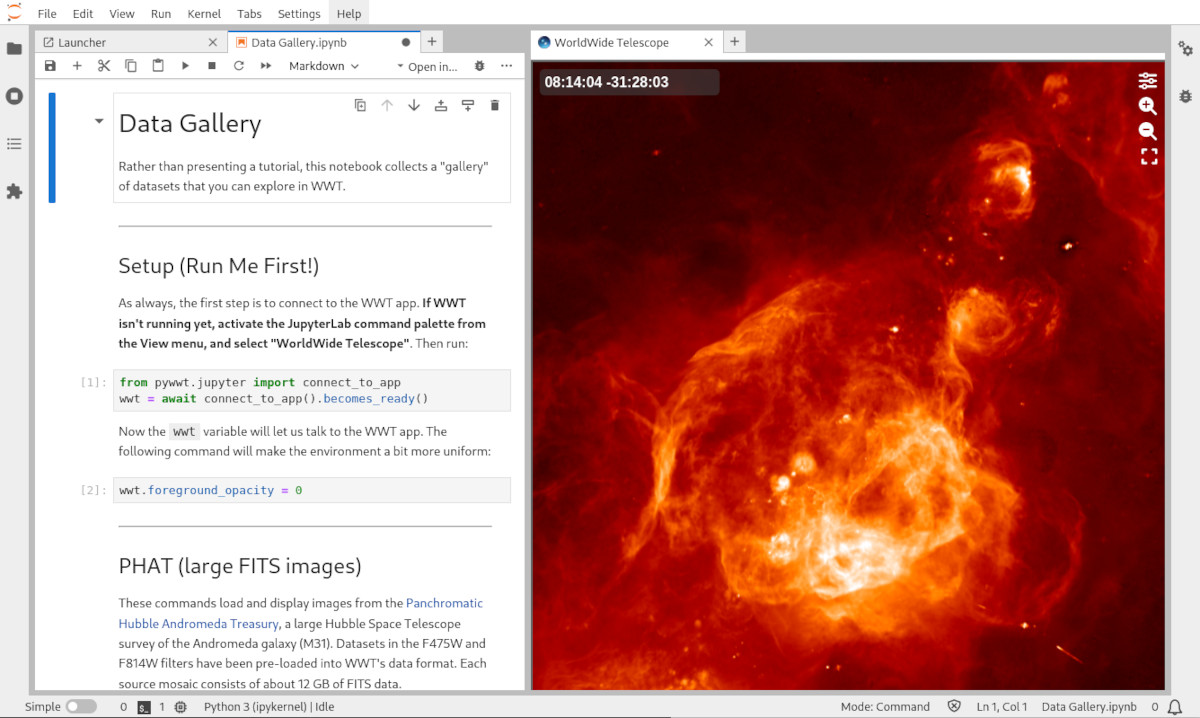 File Edit View Run Kernel Tabs Settings Help
Launcher
Data Gallery.ipynb
Markdown
Open in...
Data Gallery
Rather than presenting a tutorial, this notebook collects a "gallery"
of datasets that you can explore in WWT.
Setup (Run Me First!)
As always, the first step is to connect to the WWT app. If WWT
isn't running yet, activate the JupyterLab command palette from
the View menu, and select "WorldWide Telescope". Then run:
[1]:
from pywwt.jupyter import connect_to_app
wwt = await connect_to_app().becomes_ready()
Now the wwt variable will let us talk to the WWT app. The
following command will make the environment a bit more uniform:
[2]:
wwt.foreground_opacity = 0
PHAT (large FITS images)
These commands load and display images from the Panchromatic
Hubble Andromeda Treasury, a large Hubble Space Telescope
survey of the Andromeda galaxy (M31). Datasets in the F475W and
F814W filters have been pre-loaded into WWT's data format. Each
source mosaic consists of about 12 GB of FITS data.
WorldWide Telescope
08:14:04 -31:28:03
Simple 0 $_ 1 Python 3 (ipykernel) | Idle Mode: Command Ln 1, Col 1 Data Gallery.ipynb 0